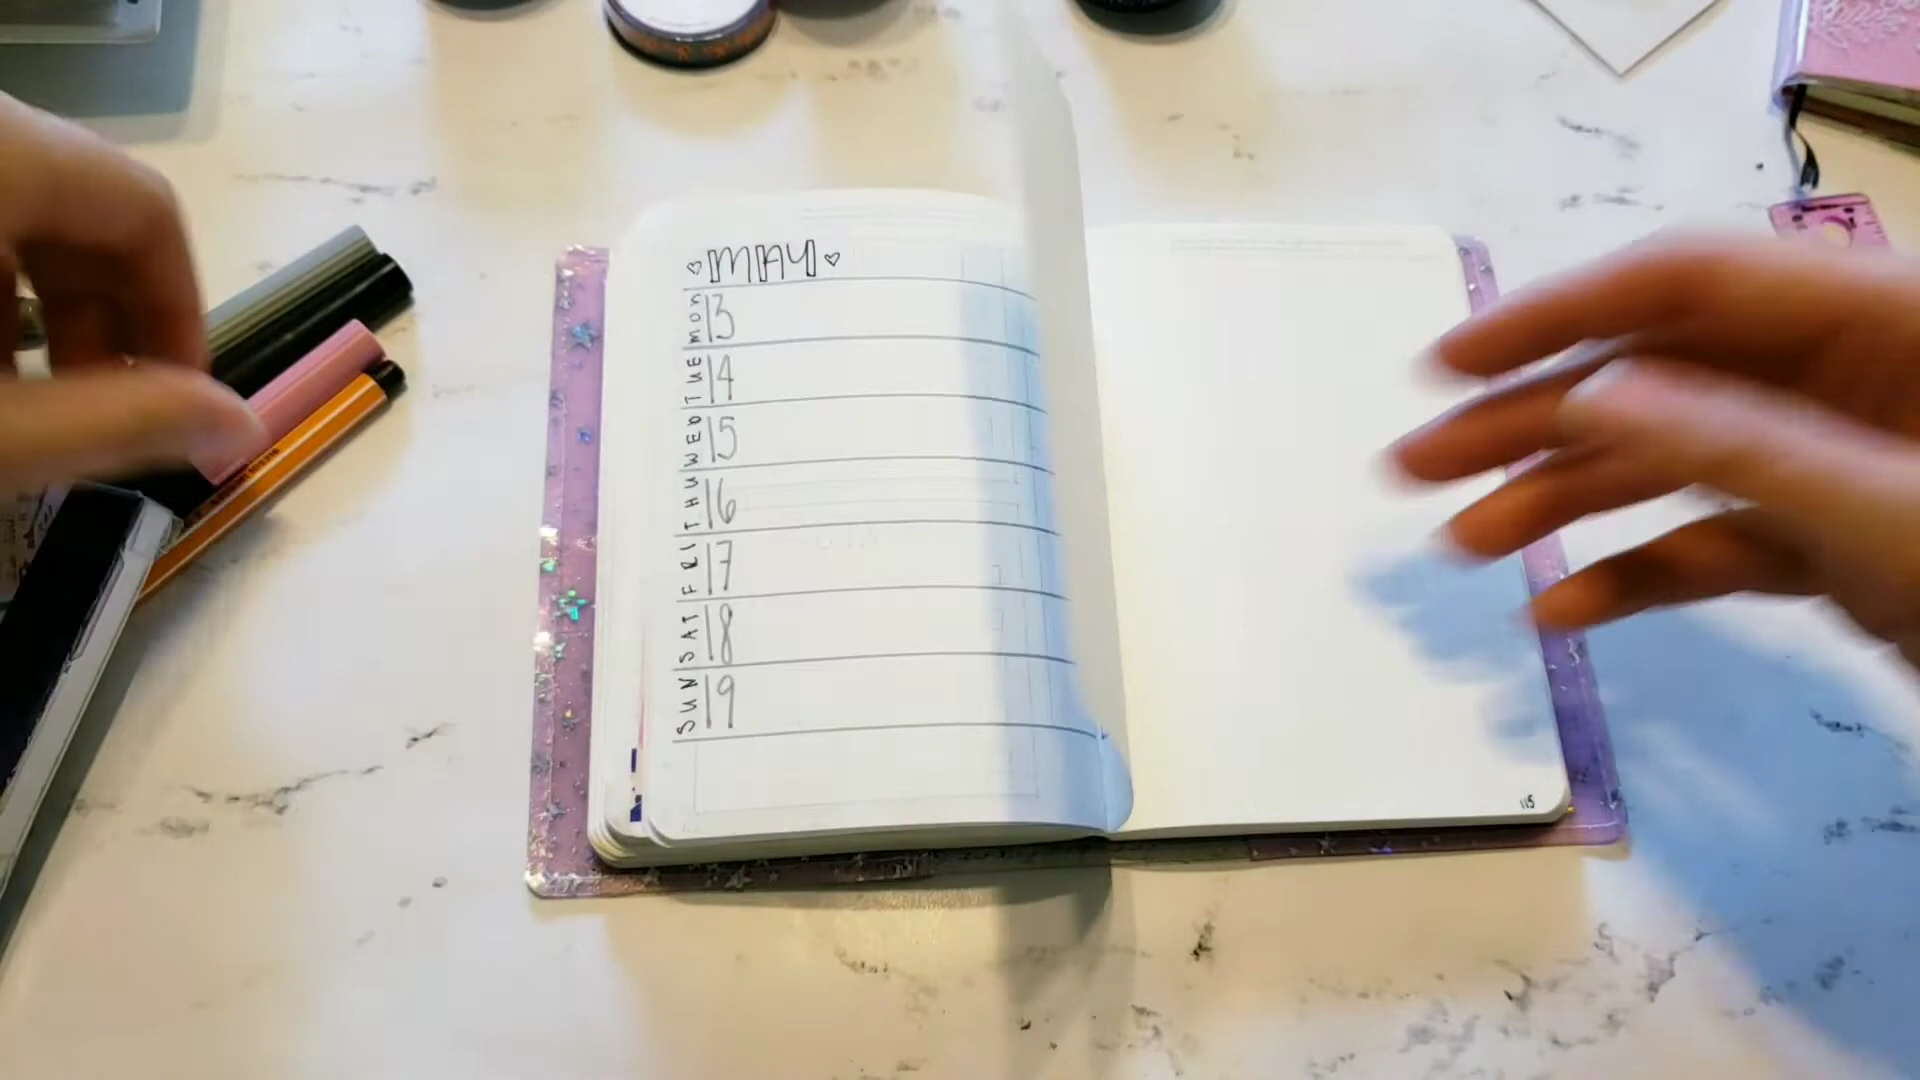 ♡MAY♡
MON 13
TUE 14
WED 15
THU 16
FRI 17
SAT 18
SUN 19
115